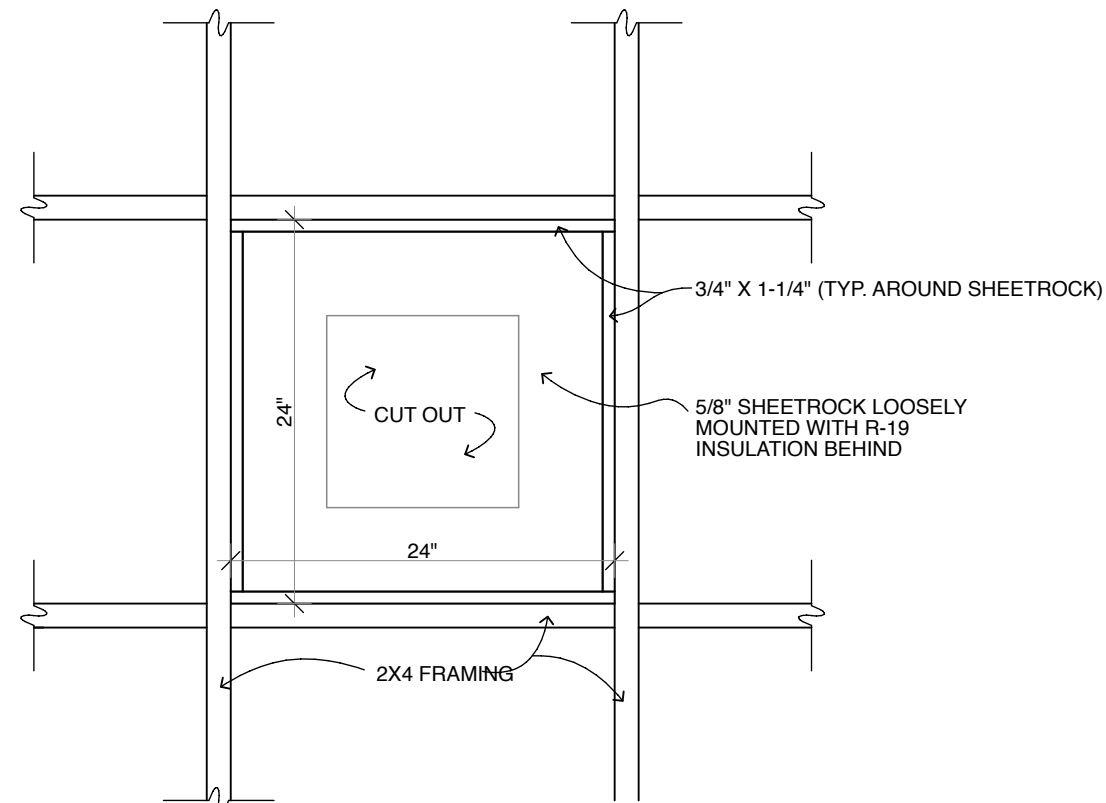 3/4" X 1-1/4" (TYP. AROUND SHEETROCK)
5/8" SHEETROCK LOOSELY
MOUNTED WITH R-19
INSULATION BEHIND
24"
CUT OUT
24"
2X4 FRAMING